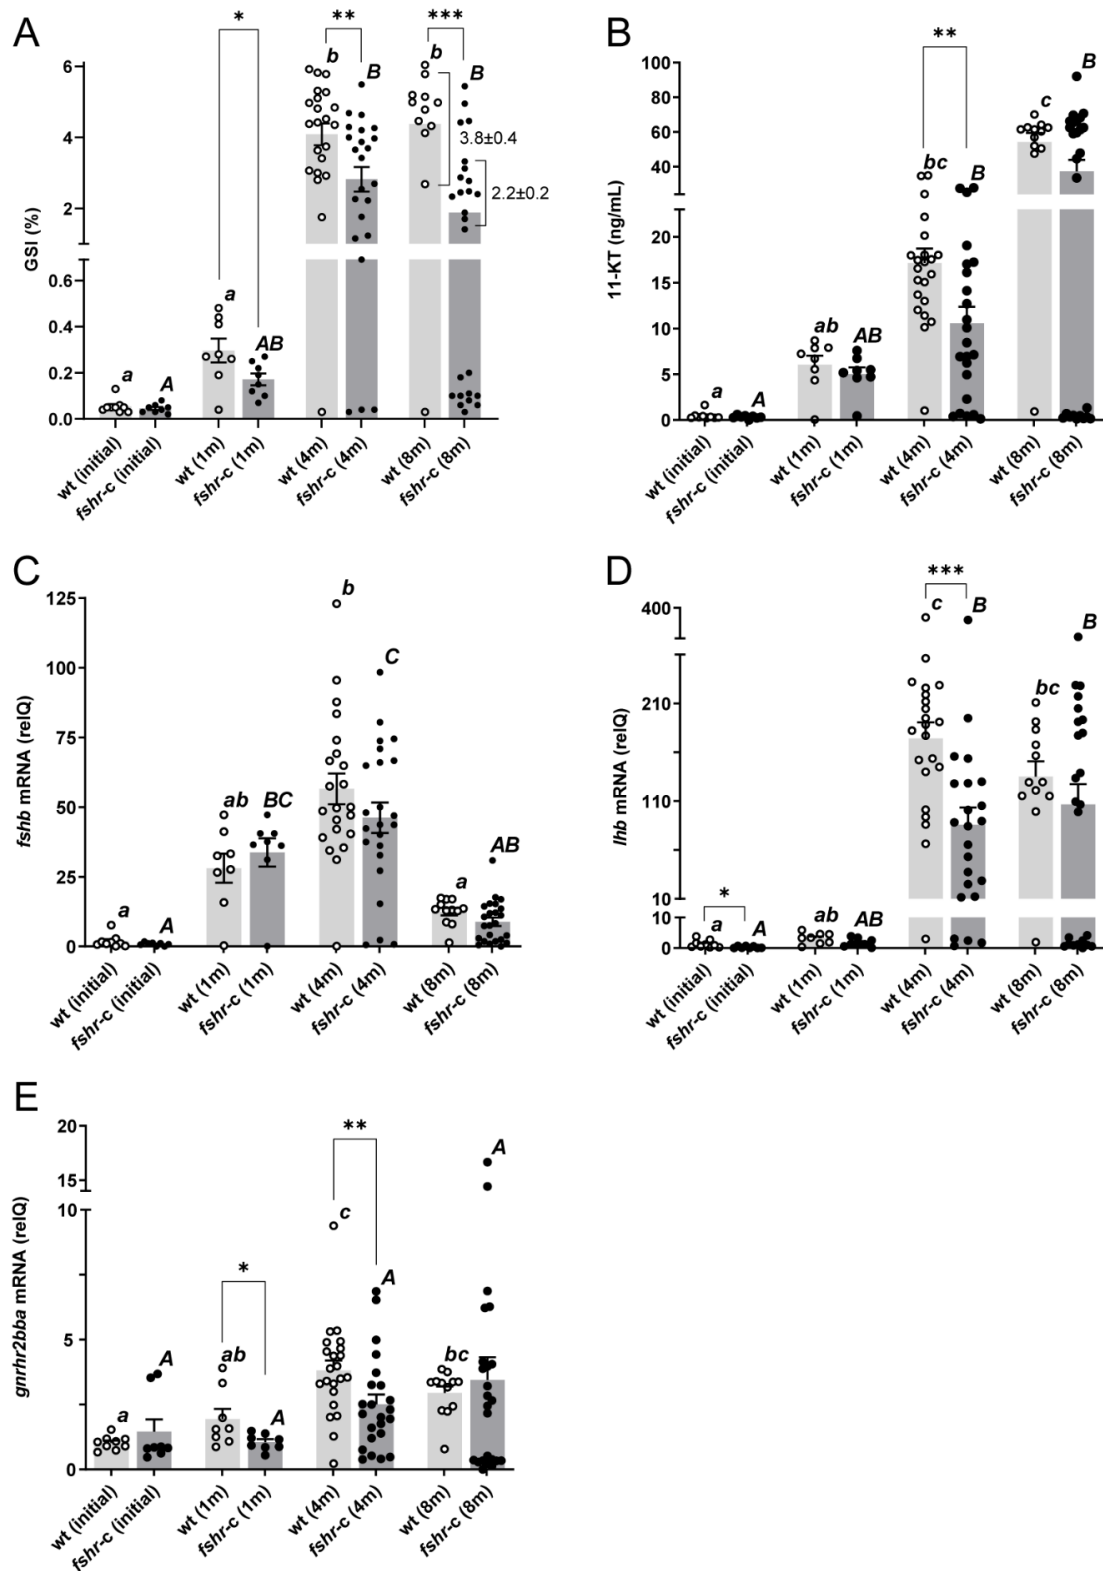 A
*
**
***
b
B
b
B
6
4
2
0.6
0.4
0.2
0.0
GSI (%)
3.8±0.4
2.2±0.2
a
A
a
AB
wt (initial)
fshr-c (initial)
wt (1m)
fshr-c (1m)
wt (4m)
fshr-c (4m)
wt (8m)
fshr-c (8m)
B
**
100
80
60
40
20
15
10
5
0
11-KT (ng/mL)
a
A
ab
AB
bc
B
c
B
wt (initial)
fshr-c (initial)
wt (1m)
fshr-c (1m)
wt (4m)
fshr-c (4m)
wt (8m)
fshr-c (8m)
C
125
100
75
50
25
0
fshb mRNA (relQ)
a
A
ab
BC
b
C
a
AB
wt (initial)
fshr-c (initial)
wt (1m)
fshr-c (1m)
wt (4m)
fshr-c (4m)
wt (8m)
fshr-c (8m)
D
***
400
210
110
10
10
0
lhb mRNA (relQ)
*
a
A
ab
AB
c
B
bc
B
wt (initial)
fshr-c (initial)
wt (1m)
fshr-c (1m)
wt (4m)
fshr-c (4m)
wt (8m)
fshr-c (8m)
E
20
15
10
5
0
gnrhr2bba mRNA (relQ)
*
**
a
A
ab
A
c
A
bc
A
wt (initial)
fshr-c (initial)
wt (1m)
fshr-c (1m)
wt (4m)
fshr-c (4m)
wt (8m)
fshr-c (8m)